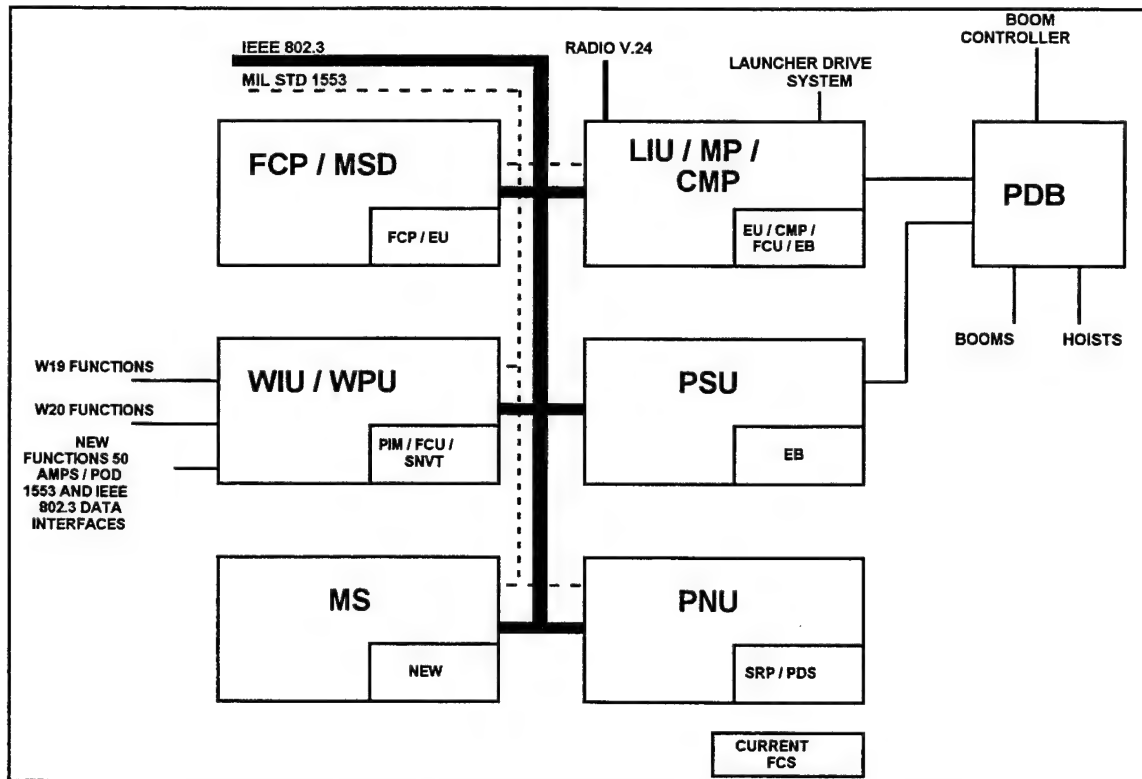 IEEE 802.3
MIL STD 1553
RADIO V.24
LAUNCHER DRIVE
SYSTEM
BOOM
CONTROLLER
FCP / MSD
FCP / EU
LIU / MP /
CMP
EU / CMP /
FCU / EB
PDB
BOOMS
HOISTS
W19 FUNCTIONS
W20 FUNCTIONS
NEW
FUNCTIONS 50
AMPS / POD
1553 AND IEEE
802.3 DATA
INTERFACES
WIU / WPU
PIM / FCU /
SNVT
PSU
EB
MS
NEW
PNU
SRP / PDS
CURRENT
FCS